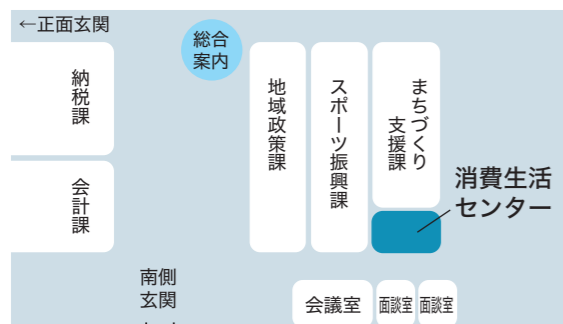 ←正面玄関
総合
案内
納税課
会計課
地域政策課
スポーツ振興課
まちづくり
支援課
消費生活
センター
南側
玄関
会議室
面談室
面談室